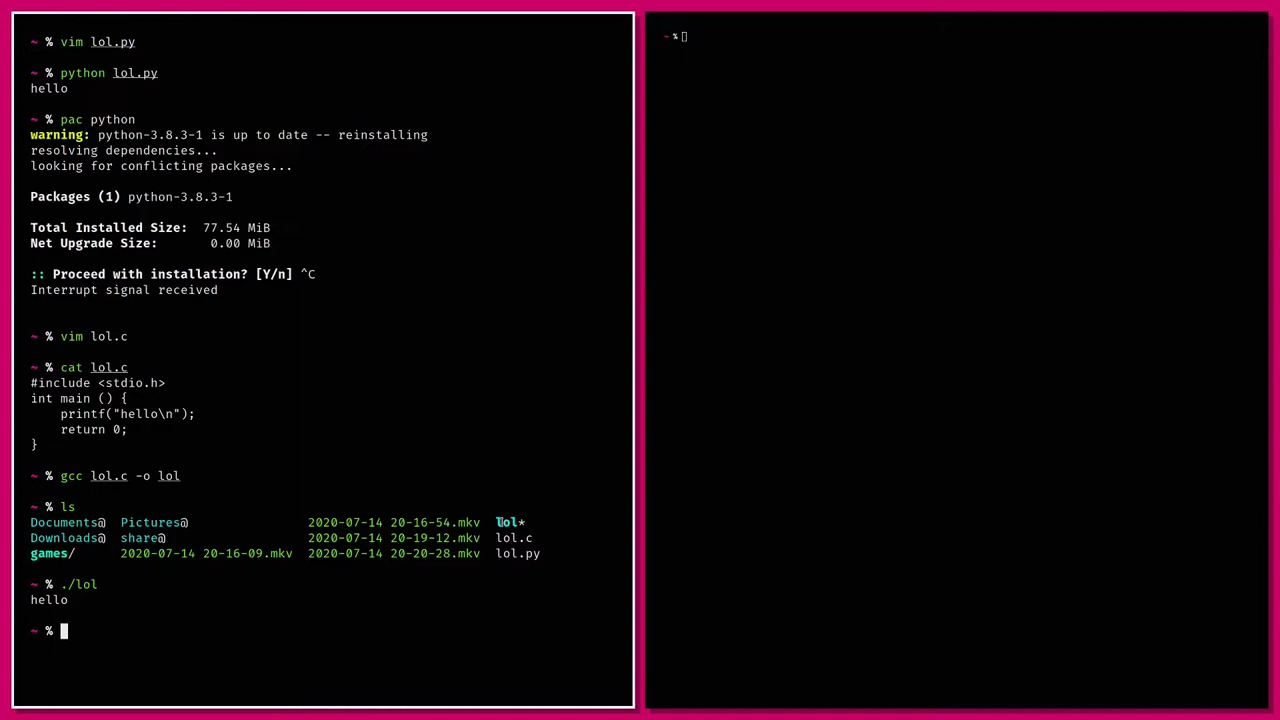 ~ % vim lol.py
~ % python lol.py
hello
~ % pac python
warning: python-3.8.3-1 is up to date -- reinstalling
resolving dependencies...
looking for conflicting packages...
Packages (1) python-3.8.3-1
Total Installed Size:  77.54 MiB
Net Upgrade Size:       0.00 MiB
:: Proceed with installation? [Y/n] ^C
Interrupt signal received
~ % vim lol.c
~ % cat lol.c
#include <stdio.h>
int main () {
    printf("hello\n");
    return 0;
}
~ % gcc lol.c -o lol
~ % ls
Documents@  Pictures@                2020-07-14 20-16-54.mkv  lol*
Downloads@  share@                   2020-07-14 20-19-12.mkv  lol.c
games/      2020-07-14 20-16-09.mkv  2020-07-14 20-20-28.mkv  lol.py
~ % ./lol
hello
~ %
~ %